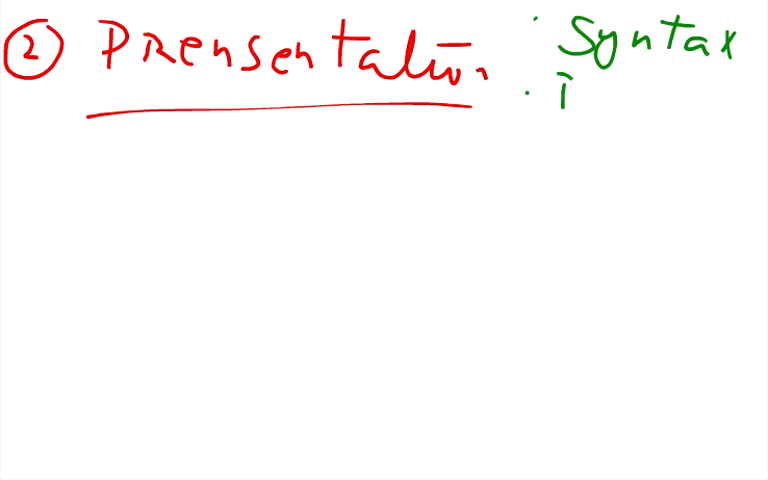 ② Prensentation : Syntax
. i